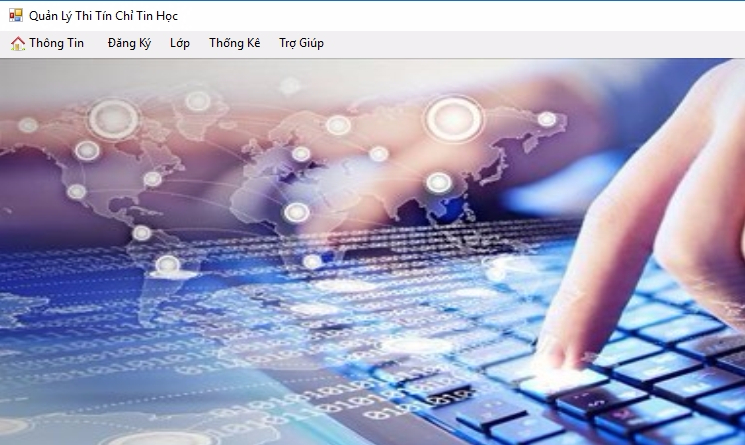 Quản Lý Thi Tín Chỉ Tin Học
Thông Tin Đăng Ký Lớp Thống Kê Trợ Giúp